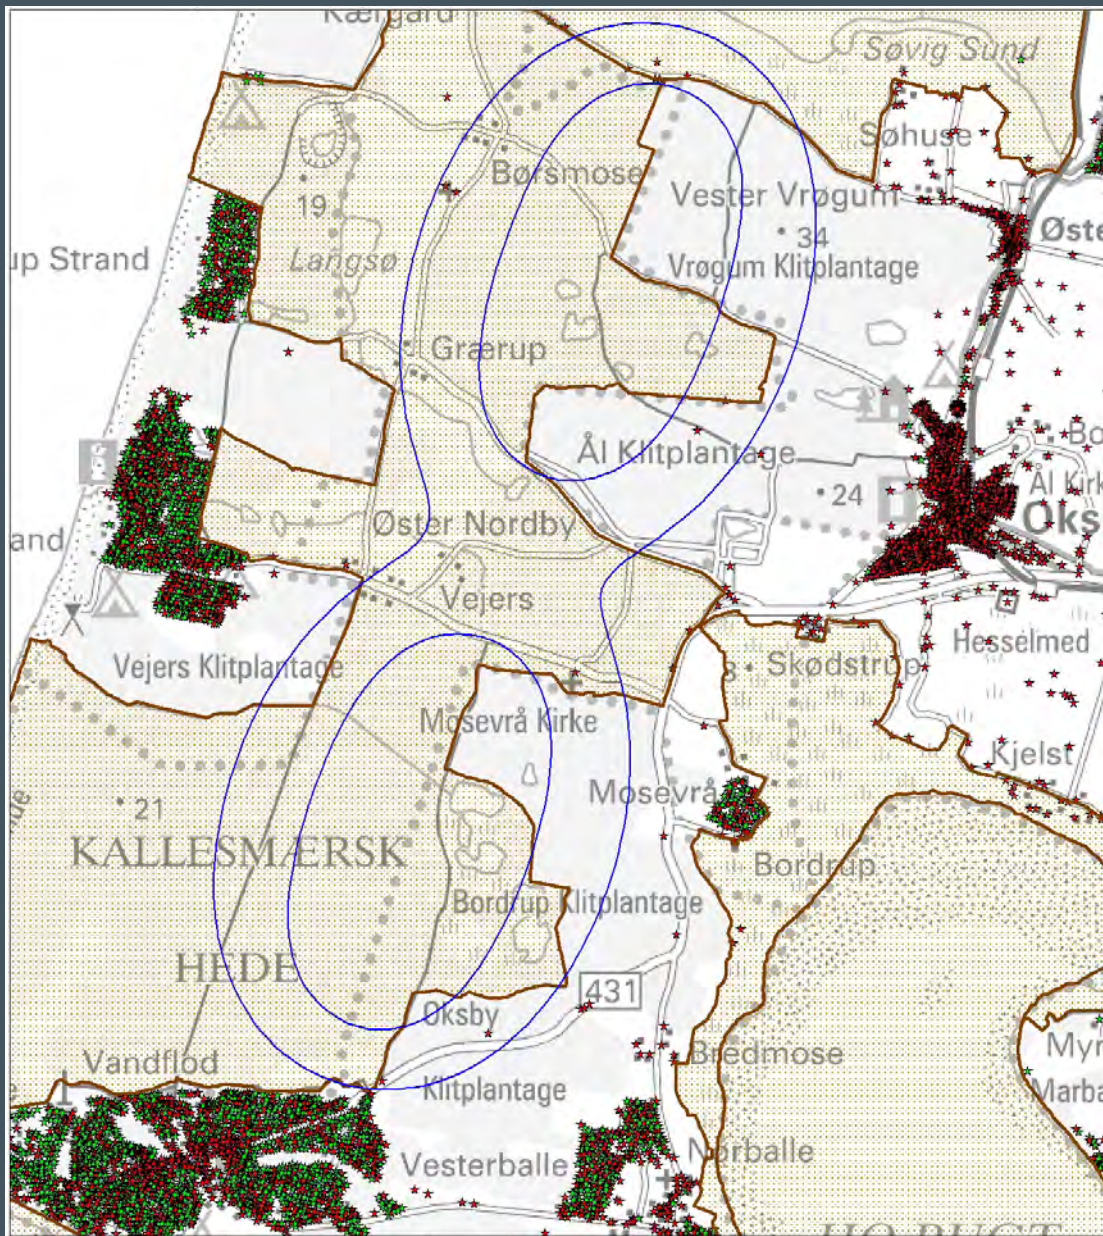 Kærgård
Søvig Sund
Søhuse
Børsmose
19
Vester Vrøgum
34
Øste
up Strand
Langsø
Vrøgum Klitplantage
Grærup
Ål Klitplantage
24
Bo
Ål Kirk
Oks
and
Øster Nordby
Vejers
Hesselmed
Vejers Klitplantage
Skødstrup
Mosevrå Kirke
Kjelst
21
Mosevrå
KALLESMÆRSK
Bordrup
Bordrup Klitplantage
HEDE
431
Oksby
Bredmose
Myr
Vandflod
Klitplantage
Marba
Vesterballe
Nørballe
HO BUGT